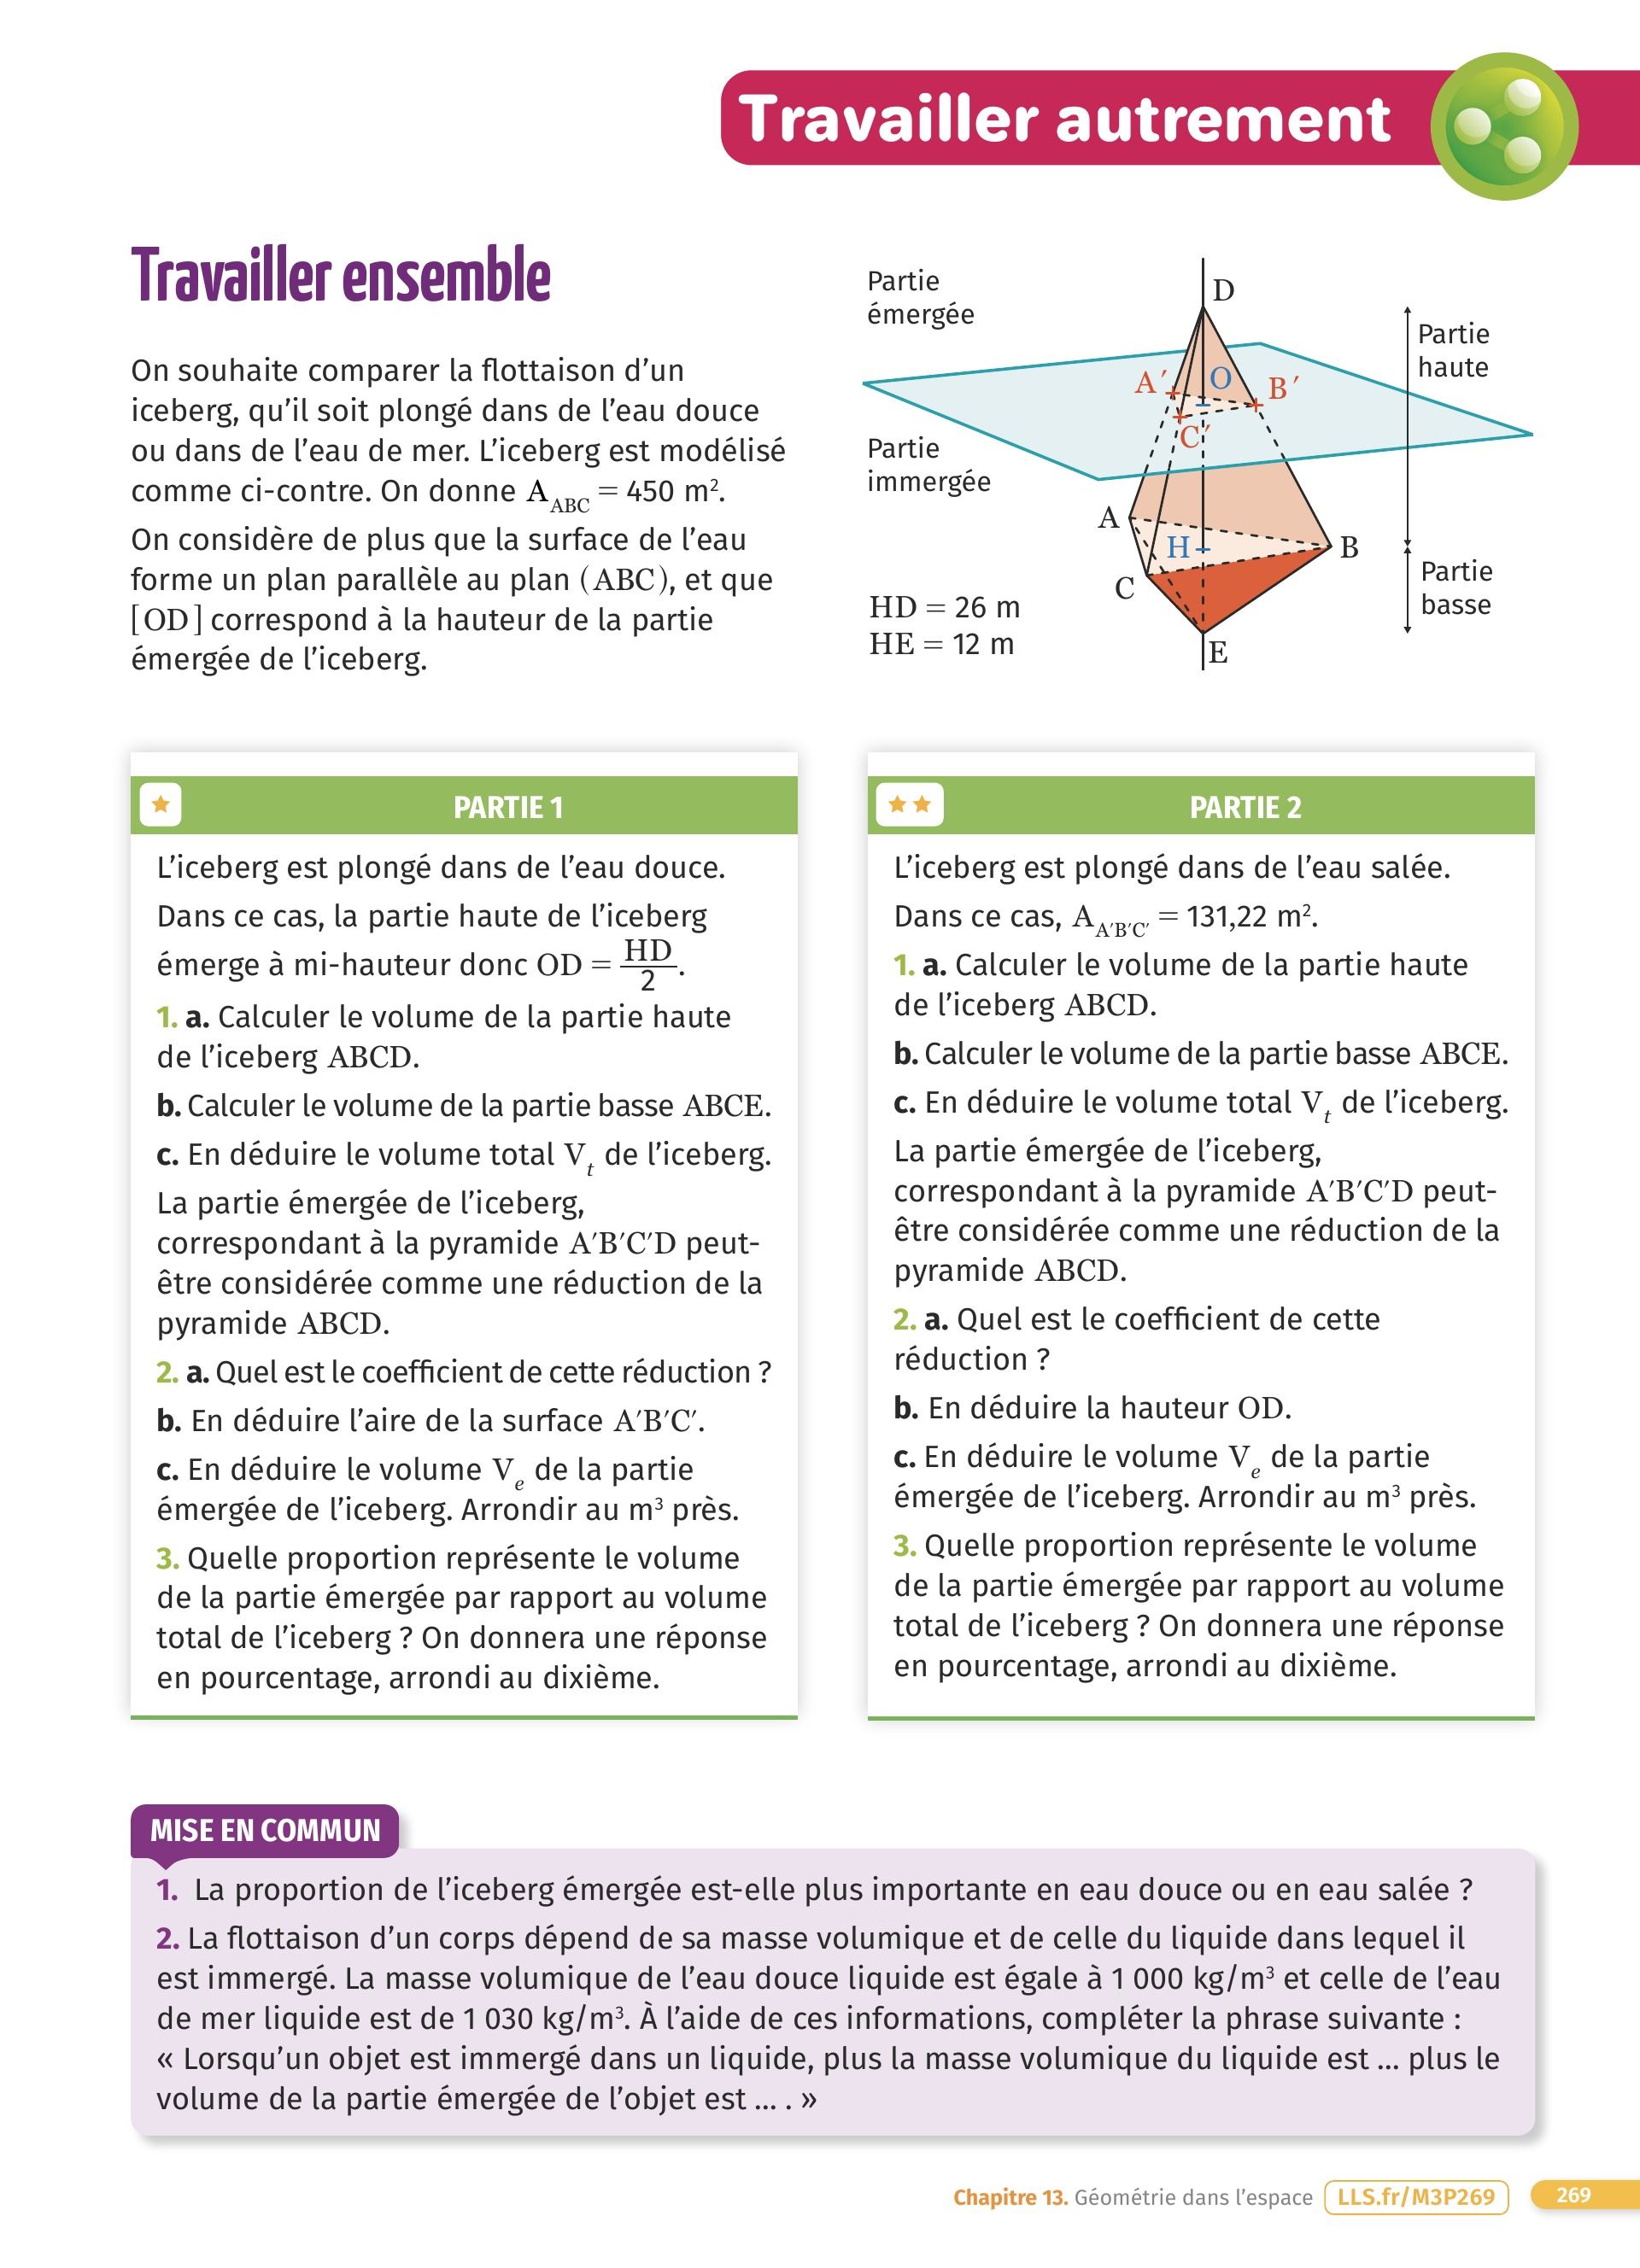 Travailler autrement
Travailler ensemble
On souhaite comparer la flottaison d’un
iceberg, qu’il soit plongé dans de l’eau douce
ou dans de l’eau de mer. L’iceberg est modélisé
comme ci-contre. On donne A_ABC = 450 m².
On considère de plus que la surface de l’eau
forme un plan parallèle au plan (ABC), et que
[OD] correspond à la hauteur de la partie
émergée de l’iceberg.
Partie
émergée
Partie
immergée
D
A′
O
B′
C′
A
H
B
C
E
Partie
haute
Partie
basse
HD = 26 m
HE = 12 m
PARTIE 1
L’iceberg est plongé dans de l’eau douce.
Dans ce cas, la partie haute de l’iceberg
émerge à mi-hauteur donc OD = HD/2.
1. a. Calculer le volume de la partie haute
de l’iceberg ABCD.
b. Calculer le volume de la partie basse ABCE.
c. En déduire le volume total V_t de l’iceberg.
La partie émergée de l’iceberg,
correspondant à la pyramide A′B′C′D peut-
être considérée comme une réduction de la
pyramide ABCD.
2. a. Quel est le coefficient de cette réduction ?
b. En déduire l’aire de la surface A′B′C′.
c. En déduire le volume V_e de la partie
émergée de l’iceberg. Arrondir au m³ près.
3. Quelle proportion représente le volume
de la partie émergée par rapport au volume
total de l’iceberg ? On donnera une réponse
en pourcentage, arrondi au dixième.
PARTIE 2
L’iceberg est plongé dans de l’eau salée.
Dans ce cas, A_A′B′C′ = 131,22 m².
1. a. Calculer le volume de la partie haute
de l’iceberg ABCD.
b. Calculer le volume de la partie basse ABCE.
c. En déduire le volume total V_t de l’iceberg.
La partie émergée de l’iceberg,
correspondant à la pyramide A′B′C′D peut-
être considérée comme une réduction de la
pyramide ABCD.
2. a. Quel est le coefficient de cette
réduction ?
b. En déduire la hauteur OD.
c. En déduire le volume V_e de la partie
émergée de l’iceberg. Arrondir au m³ près.
3. Quelle proportion représente le volume
de la partie émergée par rapport au volume
total de l’iceberg ? On donnera une réponse
en pourcentage, arrondi au dixième.
MISE EN COMMUN
1. La proportion de l’iceberg émergée est-elle plus importante en eau douce ou en eau salée ?
2. La flottaison d’un corps dépend de sa masse volumique et de celle du liquide dans lequel il
est immergé. La masse volumique de l’eau douce liquide est égale à 1 000 kg/m³ et celle de l’eau
de mer liquide est de 1 030 kg/m³. À l’aide de ces informations, compléter la phrase suivante :
« Lorsqu’un objet est immergé dans un liquide, plus la masse volumique du liquide est ... plus le
volume de la partie émergée de l’objet est ... . »
Chapitre 13. Géométrie dans l’espace LLS.fr/M3P269 269